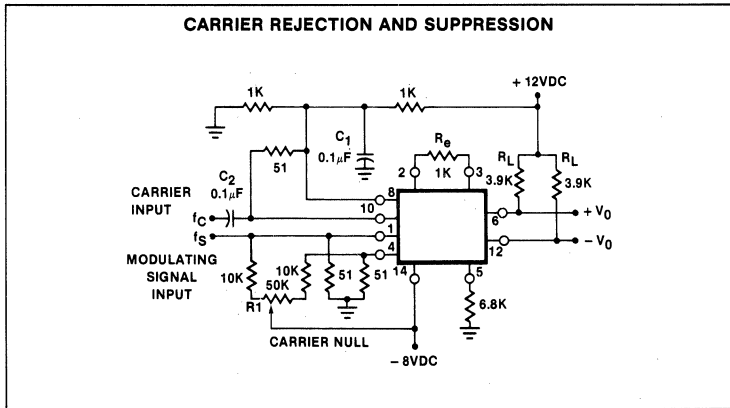 CARRIER REJECTION AND SUPPRESSION
+ 12VDC
1K
1K
C1
0.1μF
Re
1K
2
3
RL
RL
3.9K
3.9K
51
C2
0.1μF
CARRIER
INPUT
fC
fS
MODULATING
SIGNAL
INPUT
8
10
1
4
14
5
6
12
+ V0
- V0
10K
10K
50K
R1
51
51
6.8K
CARRIER NULL
- 8VDC